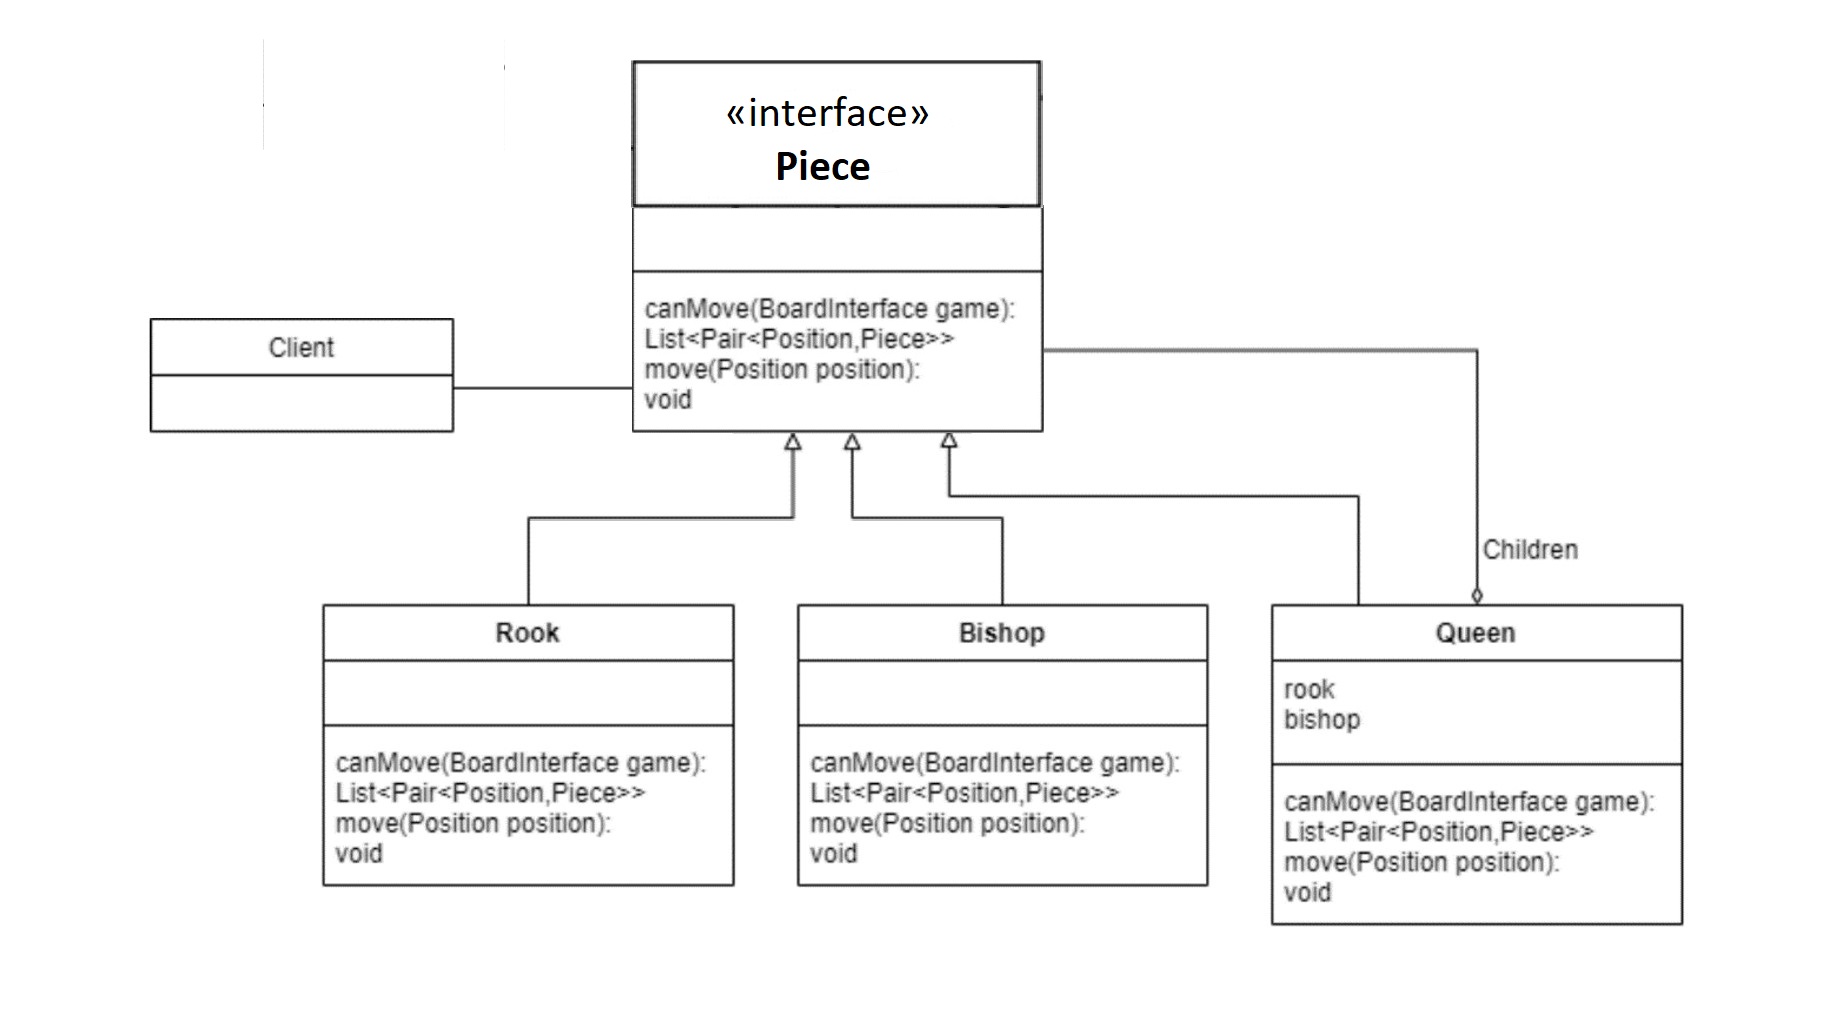 «interface»
Piece
canMove(BoardInterface game):
List<Pair<Position,Piece>>
move(Position position):
void
Client
Children
Rook
canMove(BoardInterface game):
List<Pair<Position,Piece>>
move(Position position):
void
Bishop
canMove(BoardInterface game):
List<Pair<Position,Piece>>
move(Position position):
void
Queen
rook
bishop
canMove(BoardInterface game):
List<Pair<Position,Piece>>
move(Position position):
void